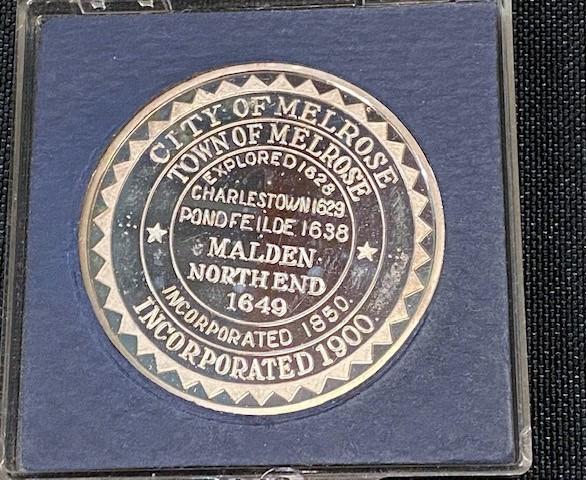 CITY OF MELROSE
TOWN OF MELROSE
EXPLORED 1628
CHARLESTOWN 1629
PONDFEILDE 1638
MALDEN
NORTH END
1649
INCORPORATED 1850.
INCORPORATED 1900.